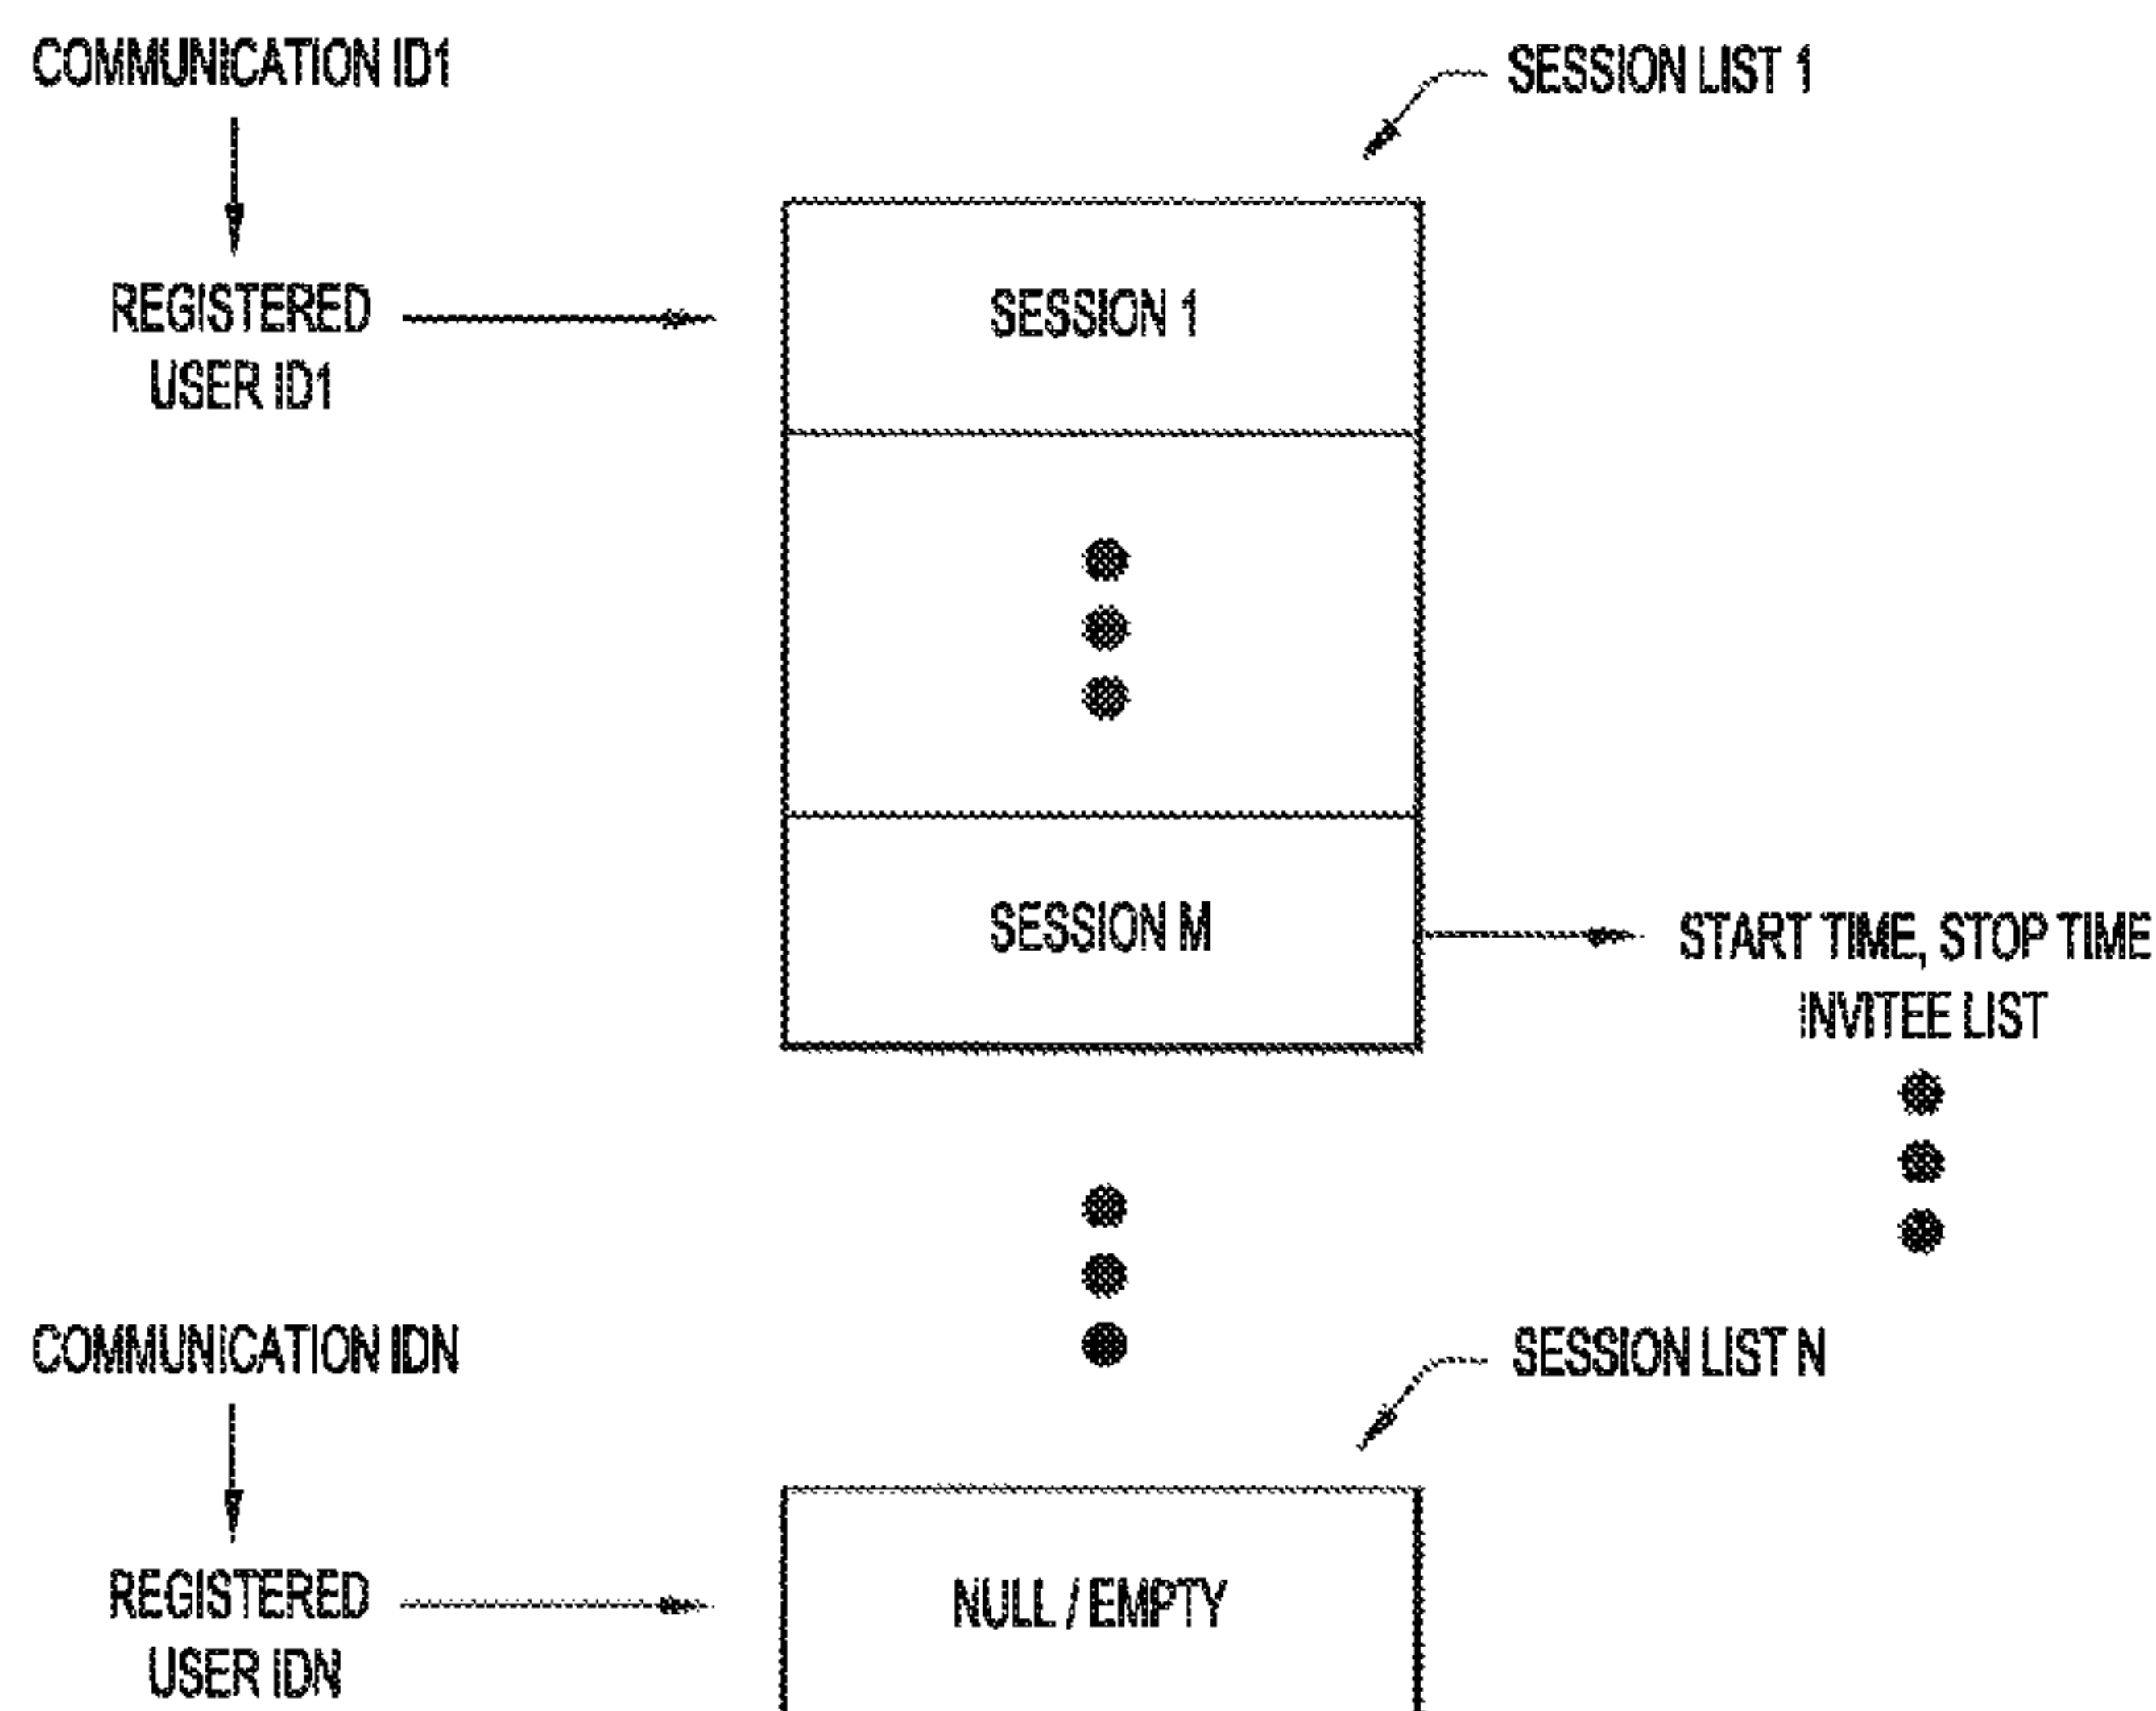 COMMUNICATION ID1
SESSION LIST 1
REGISTERED
USER ID1
SESSION 1
SESSION M
START TIME, STOP TIME
INVITEE LIST
COMMUNICATION IDN
SESSION LIST N
REGISTERED
USER IDN
NULL / EMPTY